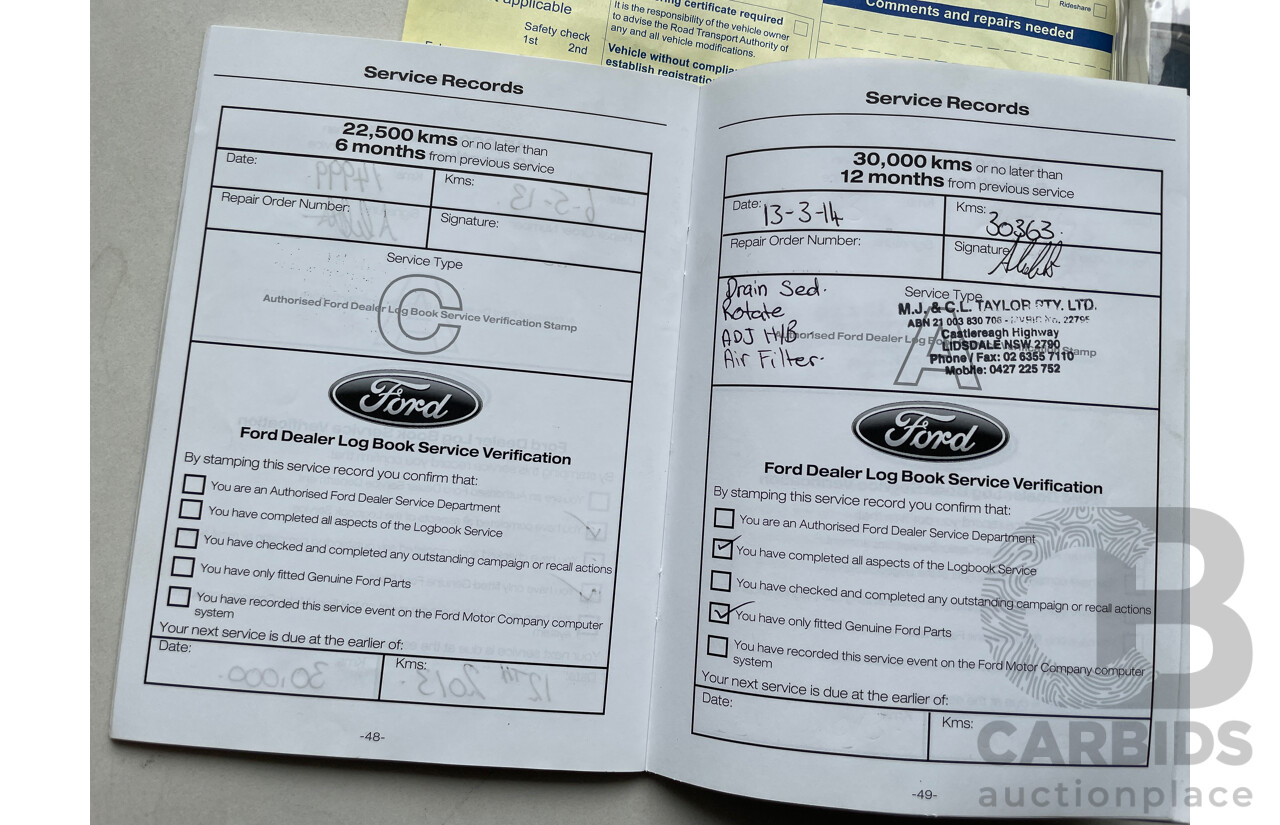 applicable
Safety check
1st 2nd
certificate required
It is the responsibility of the vehicle owner
to advise the Road Transport Authority of
any and all vehicle modifications.
Vehicle without
establish
Comments and repairs needed
Rideshare
Service Records
22,500 kms or no later than
6 months from previous service
Date:
Kms:
Repair Order Number:
Signature:
Service Type
C
Authorised Ford Dealer Log Book Service Verification Stamp
Ford
Ford Dealer Log Book Service Verification
By stamping this service record you confirm that:
You are an Authorised Ford Dealer Service Department
You have completed all aspects of the Logbook Service
You have checked and completed any outstanding campaign or recall actions
You have only fitted Genuine Ford Parts
You have recorded this service event on the Ford Motor Company computer
system
Your next service is due at the earlier of:
Date:
Kms:
-48-
Service Records
30,000 kms or no later than
12 months from previous service
Date: 13-3-14
Kms: 30363.
Repair Order Number:
Signature
Drain Sed.
Rotate
ADJ H/B
Air Filter.
Service Type
A
M.J. & C.L. TAYLOR PTY. LTD.
ABN 21 003 830 706
Castlereagh Highway
LIDSDALE NSW 2790
Phone / Fax: 02 6355 7110
Mobile: 0427 225 752
Ford Dealer Log
Stamp
Ford
Ford Dealer Log Book Service Verification
By stamping this service record you confirm that:
You are an Authorised Ford Dealer Service Department
You have completed all aspects of the Logbook Service
You have checked and completed any outstanding campaign or recall actions
You have only fitted Genuine Ford Parts
You have recorded this service event on the Ford Motor Company computer
system
Your next service is due at the earlier of:
Date:
Kms:
-49-
CB
CARBIDS
auctionplace